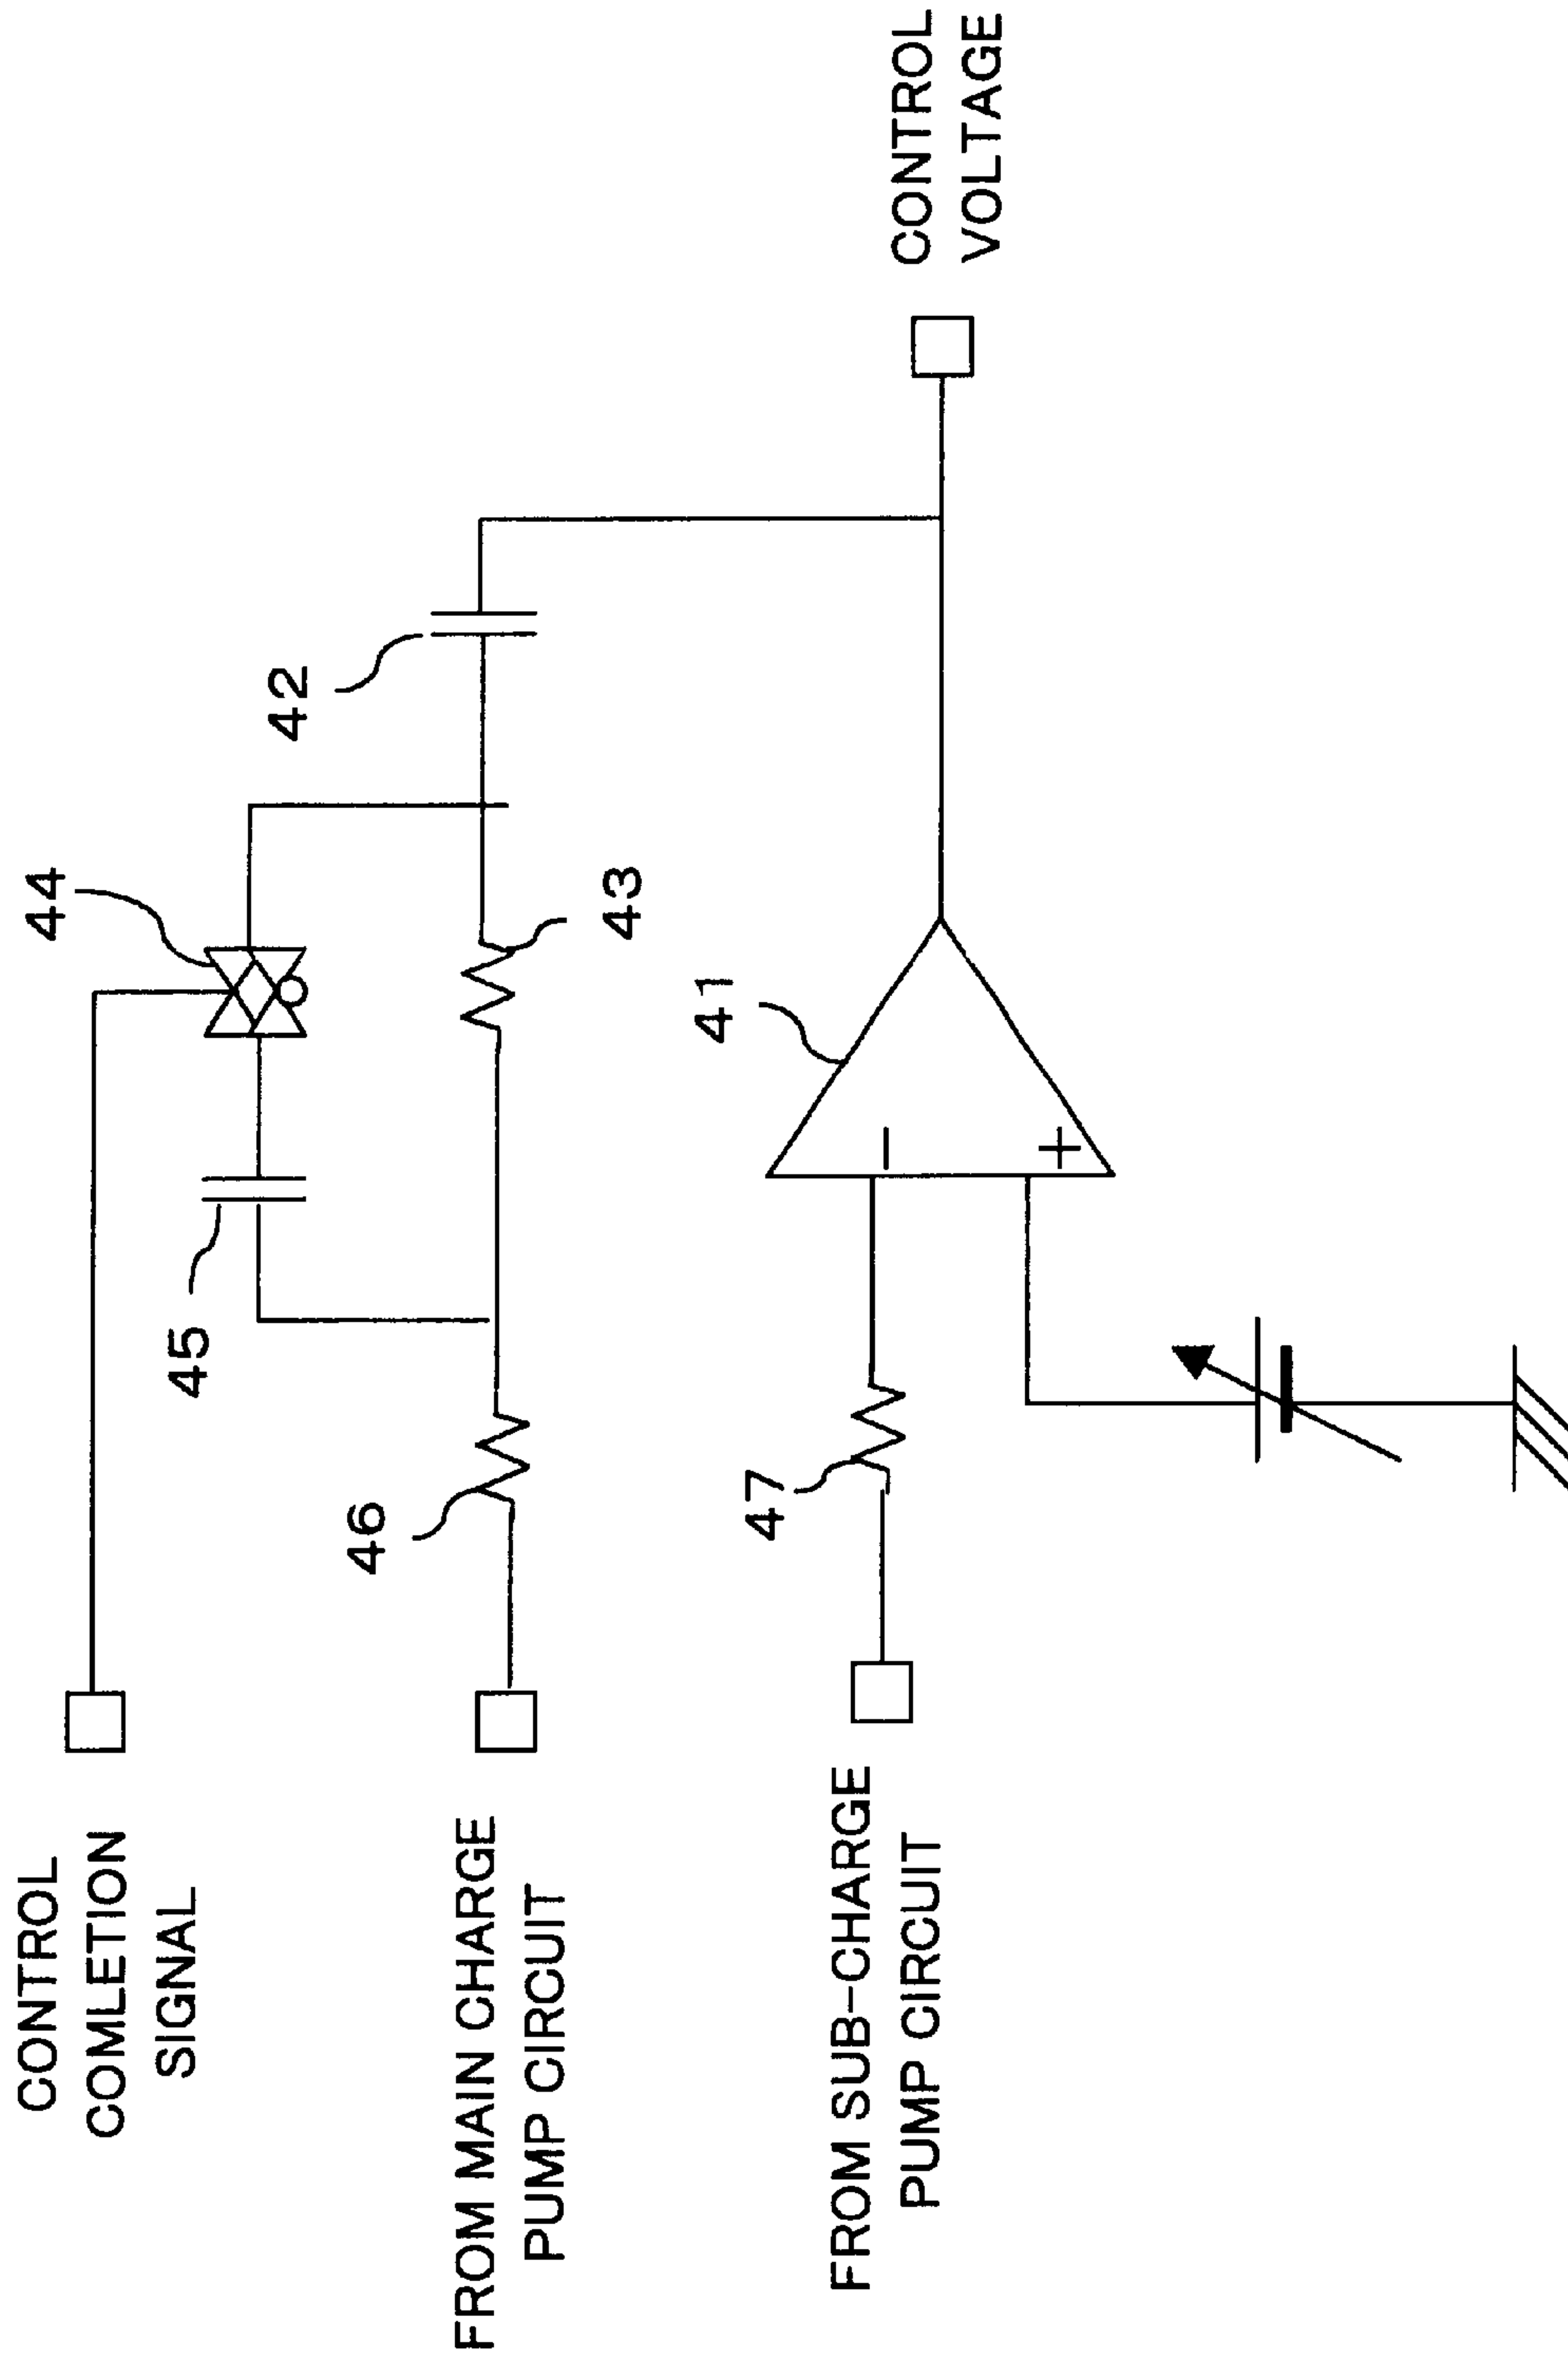 CONTROL
COMLETION
SIGNAL
44
45
42
46
43
FROM MAIN CHARGE
PUMP CIRCUIT
47
41
−
+
FROM SUB-CHARGE
PUMP CIRCUIT
CONTROL
VOLTAGE